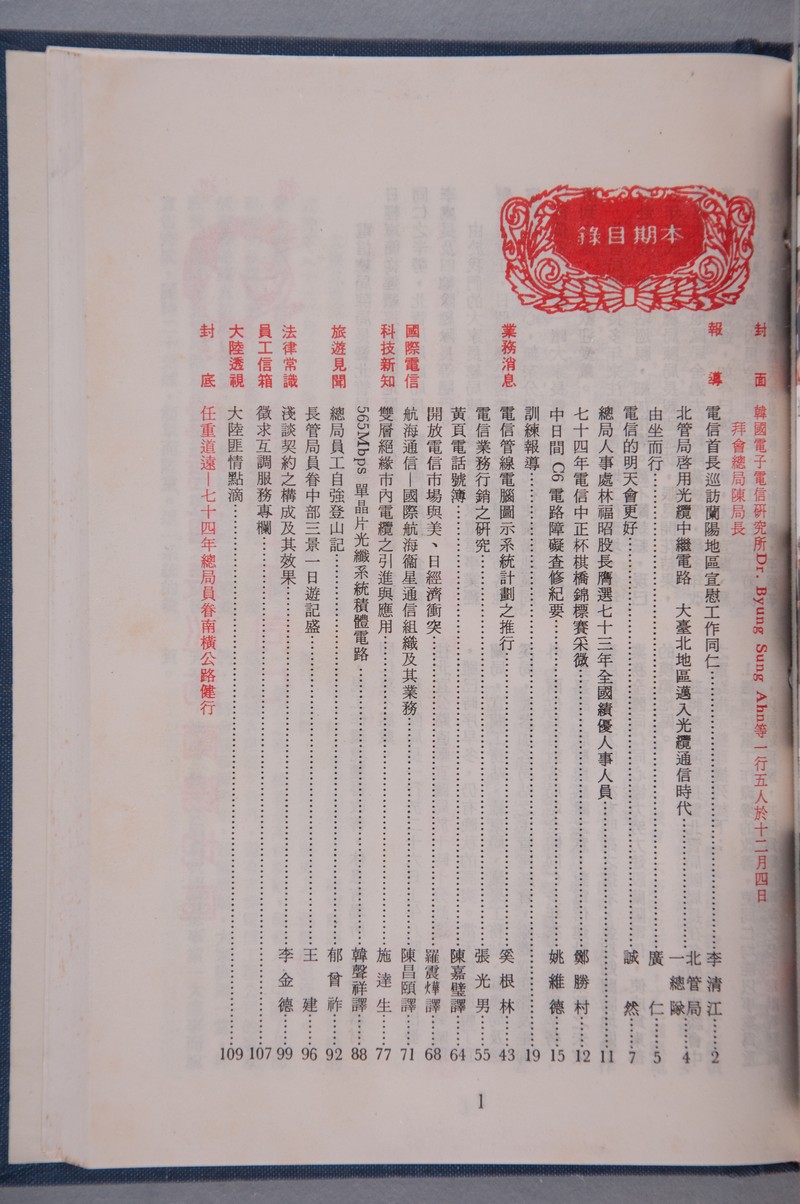 本期目錄
封面 韓國電子電信研究所Dr. Byung Sung Ahn等一行五人於十二月四日
拜會總局陳局長
報導 電信首長巡訪蘭陽地區宣慰工作同仁 李清江 2
北管局啓用光纜中繼電路 大臺北地區邁入光纜通信時代 北管局一總隊 4
由坐而行 廣仁 5
電信的明天會更好 誠然 7
總局人事處林福昭股長膺選七十三年全國績優人事人員 11
七十四年電信中正杯棋橋錦標賽采微 鄭勝村 12
中日間 C6 電路障礙查修紀要 姚維德 15
訓練報導 19
業務消息 電信管線電腦圖示系統計劃之推行 奚根林 43
電信業務行銷之研究 張光男 55
黃頁電話號簿 陳嘉璧譯 64
開放電信市場與美、日經濟衝突 羅震燁譯 68
國際電信 航海通信—國際航海衞星通信組織及其業務 陳昌頤譯 71
科技新知 雙層絕緣市內電纜之引進與應用 施達生 77
565Mbps 單晶片光纖系統積體電路 韓聲祥譯 88
旅遊見聞 總局員工自強登山記 郁曾祚 92
長管局員眷中部三景一日遊記盛 王建 96
法律常識 淺談契約之構成及其效果 李金德 99
員工信箱 徵求互調服務專欄 107
大陸透視 大陸匪情點滴 109
封底 任重道遠—七十四年總局員眷南橫公路健行
1